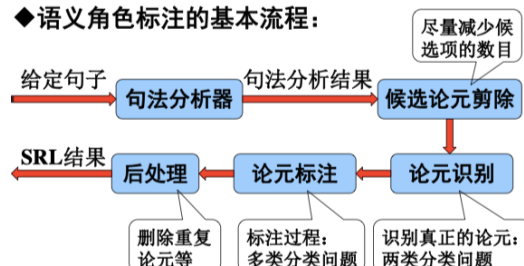 ◆语义角色标注的基本流程：
尽量减少候
选项的数目
给定句子
句法分析器
句法分析结果
候选论元剪除
SRL结果
后处理
论元标注
论元识别
删除重复
论元等
标注过程：
多类分类问题
识别真正的论元：
两类分类问题